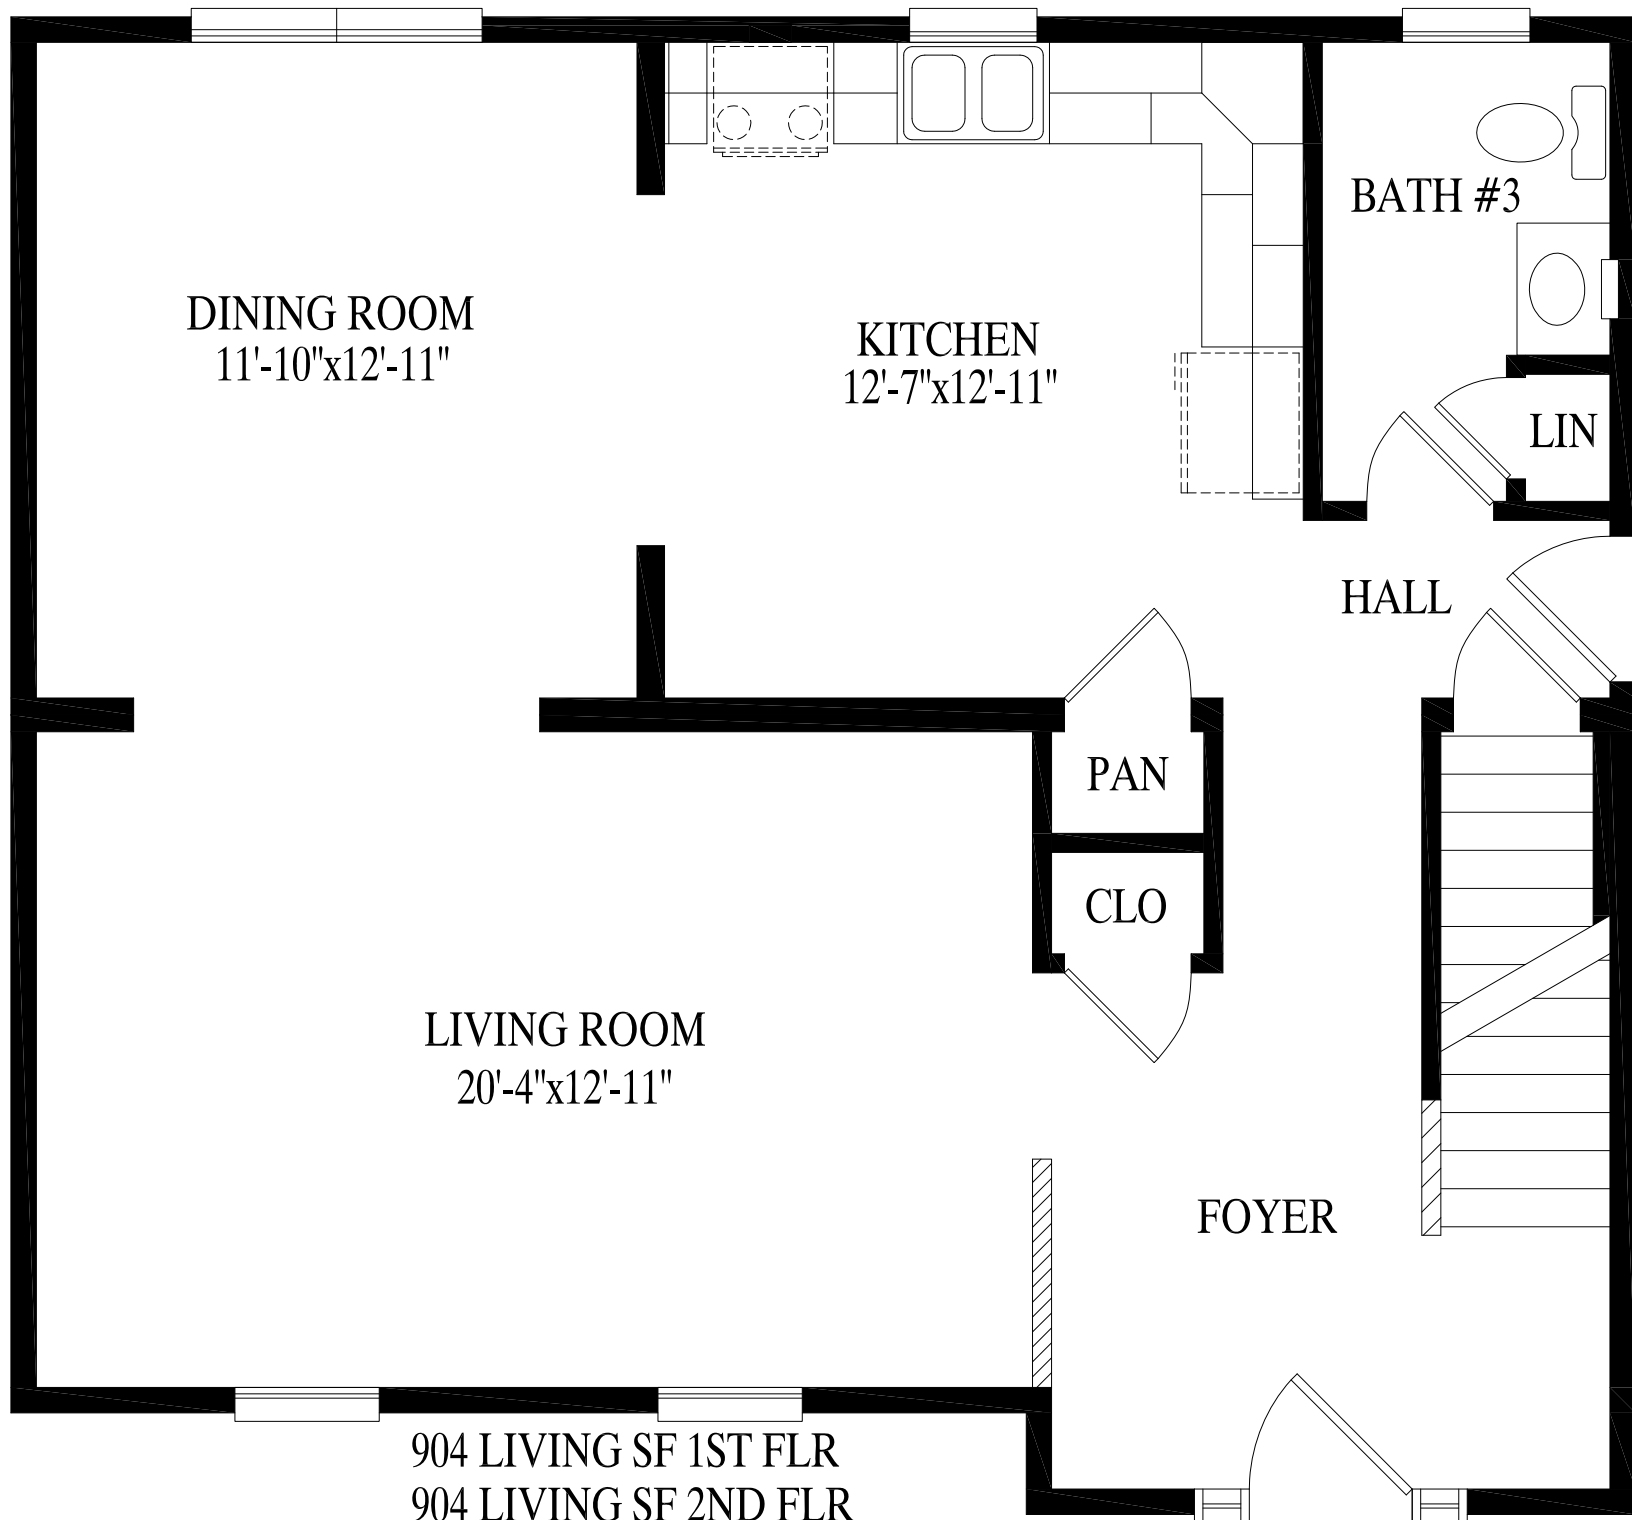 BATH #3
DINING ROOM
11'-10"x12'-11"
KITCHEN
12'-7"x12'-11"
LIN
HALL
PAN
CLO
LIVING ROOM
20'-4"x12'-11"
FOYER
904 LIVING SF 1ST FLR
904 LIVING SF 2ND FLR